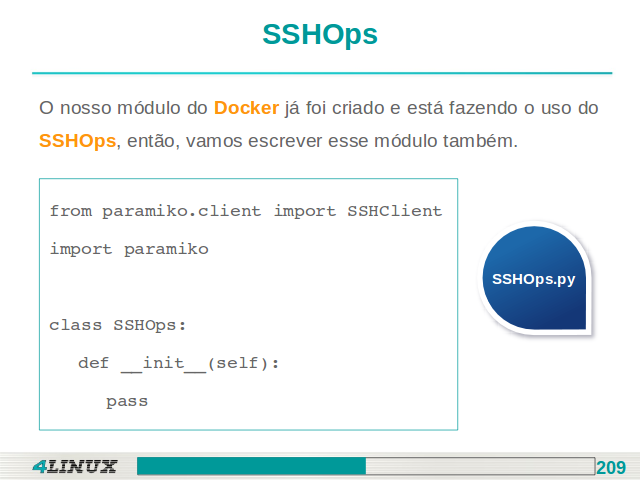 SSHOps
O nosso módulo do Docker já foi criado e está fazendo o uso do
SSHOps, então, vamos escrever esse módulo também.
from paramiko.client import SSHClient
import paramiko
class SSHOps:
def __init__(self):
pass
SSHOps.py
4LINUX
209